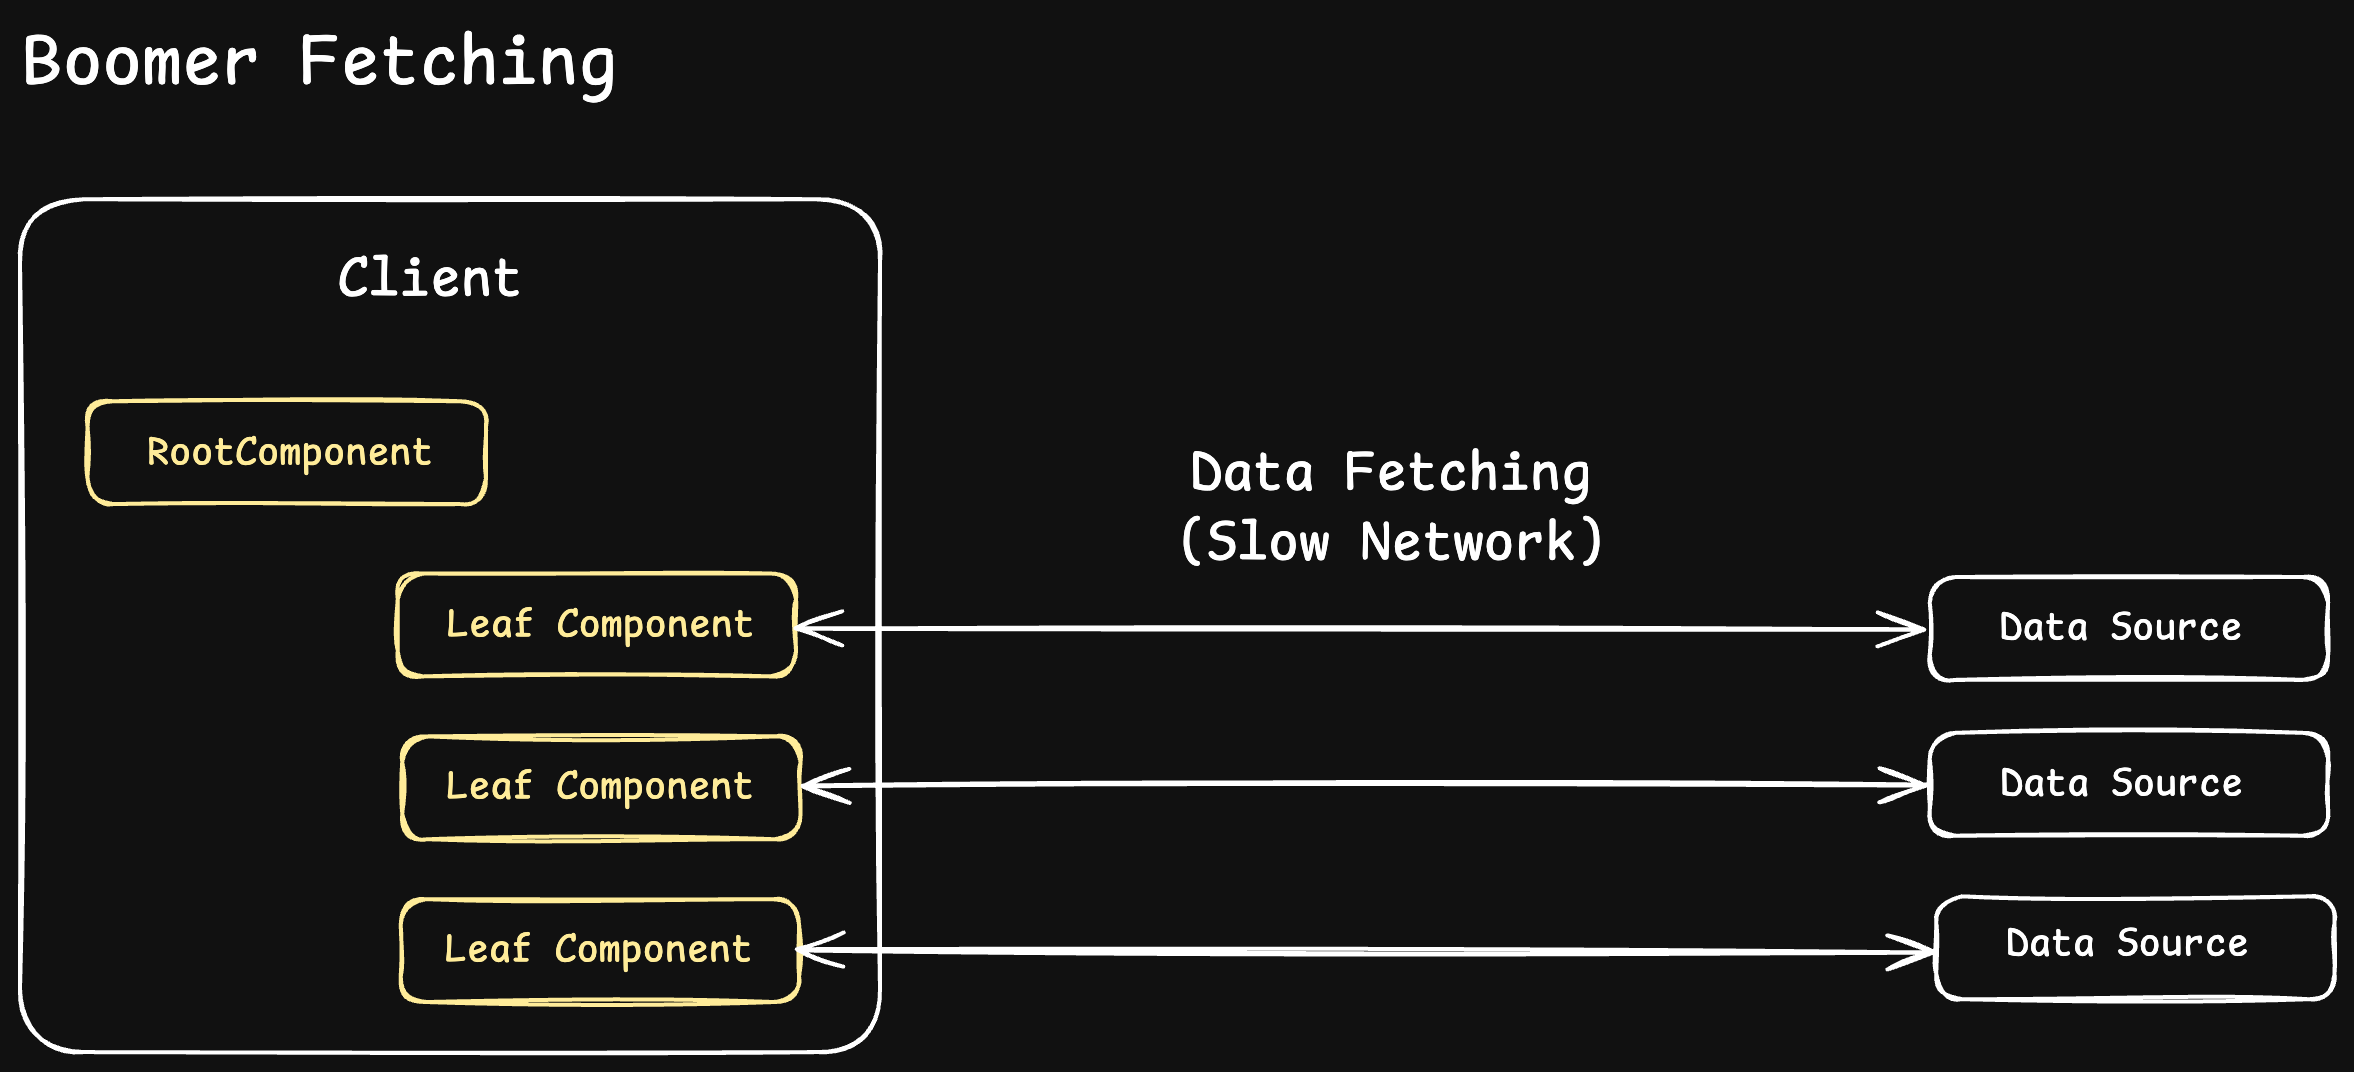 Boomer Fetching
Client
RootComponent
Data Fetching
(Slow Network)
Leaf Component
Data Source
Leaf Component
Data Source
Leaf Component
Data Source